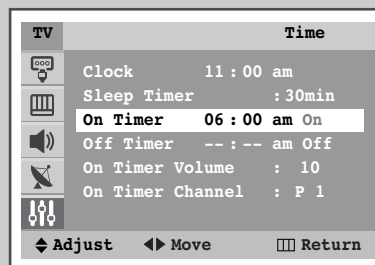 TV Time
Clock 11 : 00 am
Sleep Timer : 30min
On Timer 06 : 00 am On
Off Timer -- : -- am Off
On Timer Volume : 10
On Timer Channel : P 1
Adjust Move Return